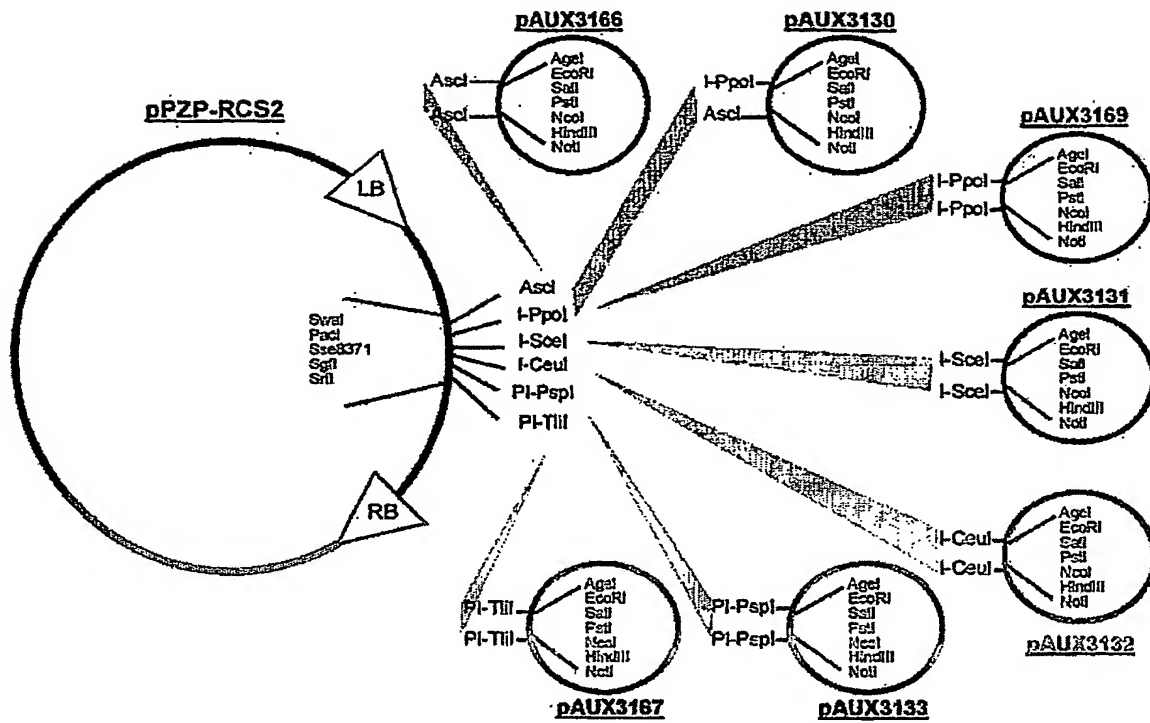 pAUX3166
pAUX3130
AscI
AscI
AgeI
EcoRI
SalI
PstI
NcoI
HindIII
NotI
I-PpoI
AscI
AgeI
EcoRI
SalI
PstI
NcoI
HindIII
NotI
pPZP-RCS2
LB
RB
SwaI
PacI
Sse8371
SgfI
SrfI
AscI
I-PpoI
I-SceI
I-CeuI
PI-PspI
PI-TliI
pAUX3169
I-PpoI
I-PpoI
AgeI
EcoRI
SalI
PstI
NcoI
HindIII
NotI
pAUX3131
I-SceI
I-SceI
AgeI
EcoRI
SalI
PstI
NcoI
HindIII
NotI
I-CeuI
I-CeuI
AgeI
EcoRI
SalI
PstI
NcoI
HindIII
NotI
pAUX3132
PI-TliI
PI-TliI
AgeI
EcoRI
SalI
PstI
NcoI
HindIII
NotI
pAUX3167
PI-PspI
PI-PspI
AgeI
EcoRI
SalI
PstI
NcoI
HindIII
NotI
pAUX3133